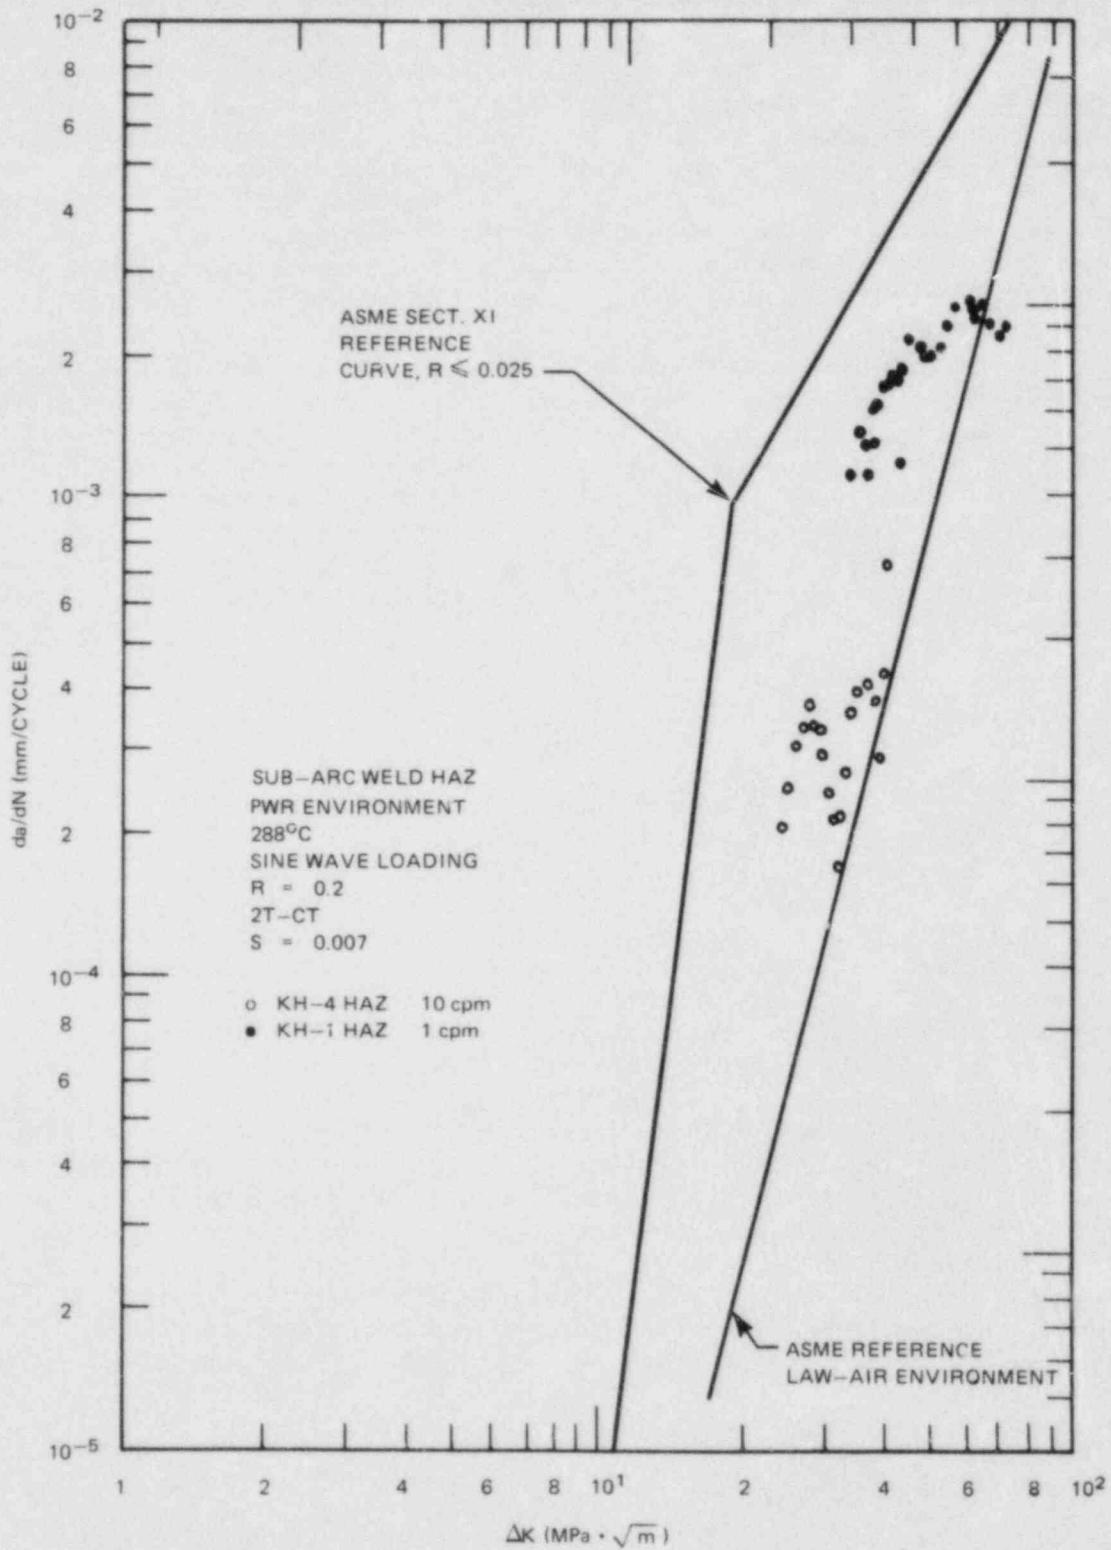 10⁻²
8
6
4
2
10⁻³
8
6
4
2
10⁻⁴
8
6
4
2
10⁻⁵
da/dN (mm/CYCLE)
ASME SECT. XI
REFERENCE
CURVE, R ⩽ 0.025
SUB–ARC WELD HAZ
PWR ENVIRONMENT
288°C
SINE WAVE LOADING
R = 0.2
2T–CT
S = 0.007
o KH–4 HAZ 10 cpm
● KH–1 HAZ 1 cpm
ASME REFERENCE
LAW–AIR ENVIRONMENT
1 2 4 6 8 10¹ 2 4 6 8 10²
ΔK (MPa · √m)